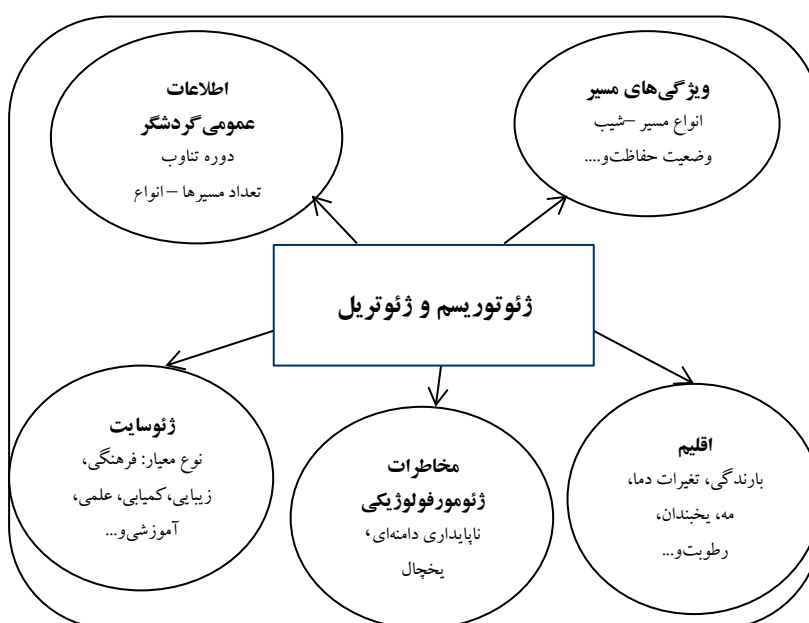 ویژگی‌های مسیر
انواع مسیر –شیب
وضعیت حفاظت‌و....
اطلاعات
عمومی‌گردشگر
دوره تناوب
تعداد مسیرها – انواع
ژئوتوریسم و ژئوتریل
اقلیم
بارندگی، تغیرات دما،
مه، یخبندان،
رطوبت‌و...
مخاطرات
ژئومورفولوژیکی
ناپایداری دامنه‌ای،
یخچال
ژئوسایت
نوع معیار: فرهنگی،
زیبایی،کمیابی، علمی،
آموزشی‌و...